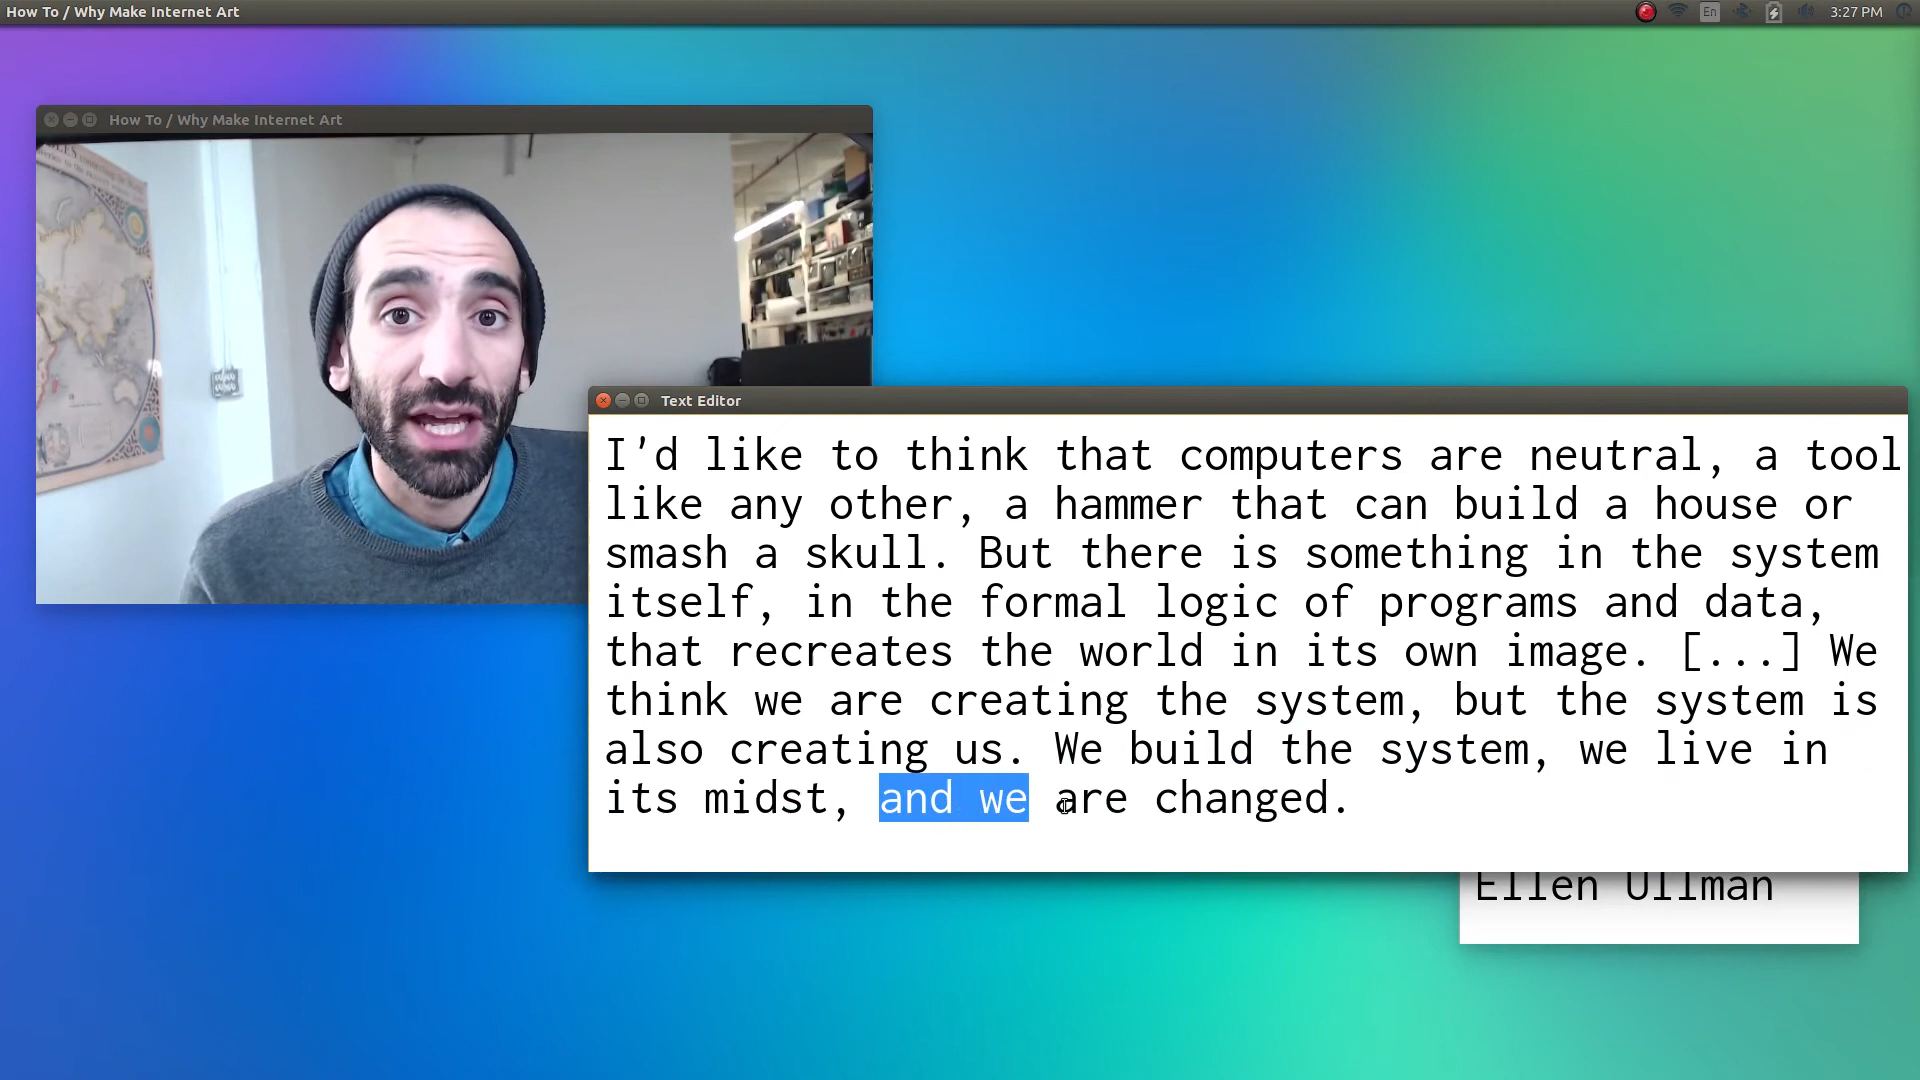 How To / Why Make Internet Art
En
3:27 PM
How To / Why Make Internet Art
Text Editor
I'd like to think that computers are neutral, a tool
like any other, a hammer that can build a house or
smash a skull. But there is something in the system
itself, in the formal logic of programs and data,
that recreates the world in its own image. [...] We
think we are creating the system, but the system is
also creating us. We build the system, we live in
its midst, and we are changed.
Ellen Ullman